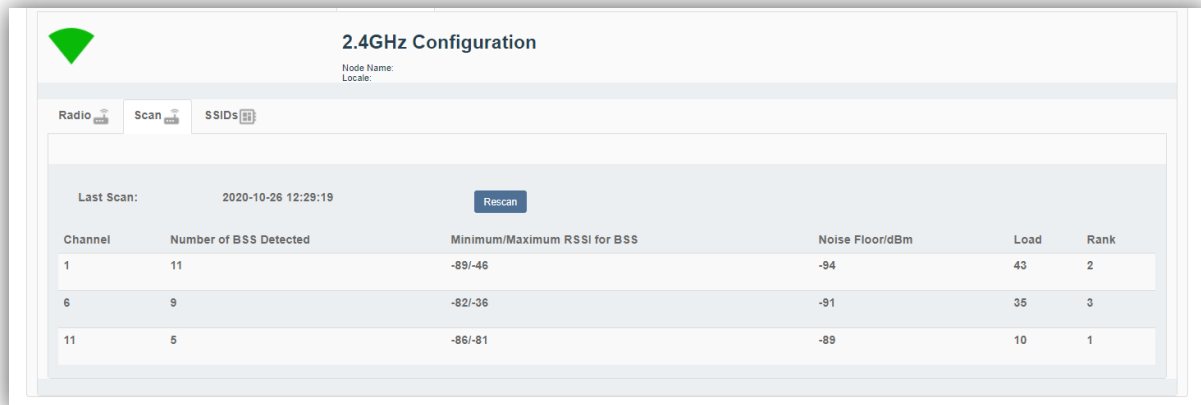 2.4GHz Configuration
Node Name:
Locale:
Radio Scan SSIDs
Last Scan: 2020-10-26 12:29:19 Rescan
Channel Number of BSS Detected Minimum/Maximum RSSI for BSS Noise Floor/dBm Load Rank
1 11 -89/-46 -94 43 2
6 9 -82/-36 -91 35 3
11 5 -86/-81 -89 10 1